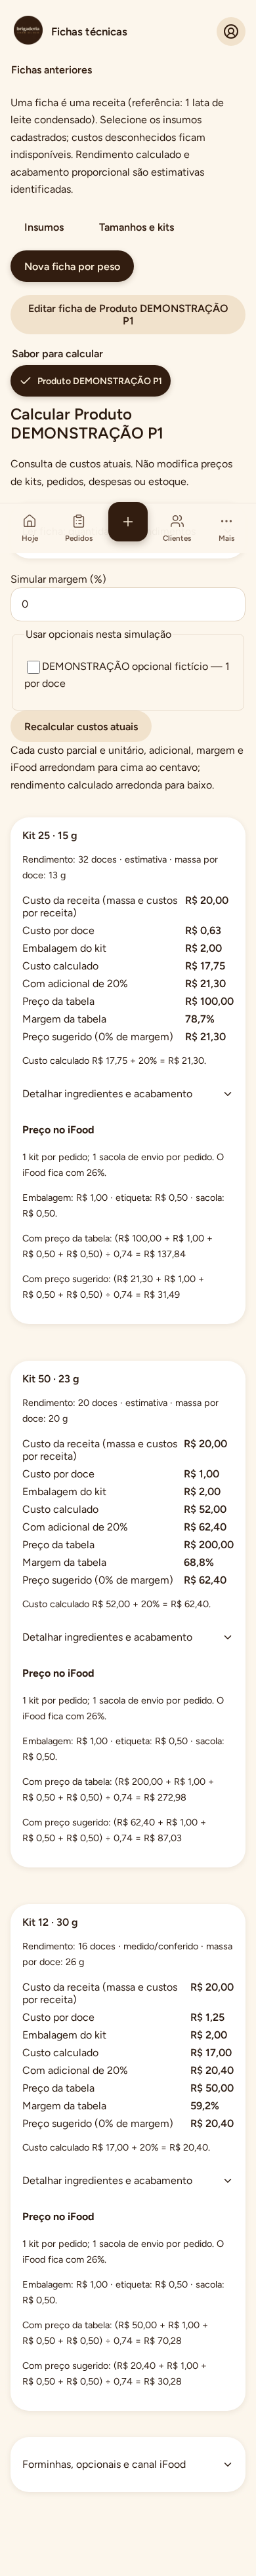 brigaderia
Fichas técnicas
Fichas anteriores
Uma ficha é uma receita (referência: 1 lata de
leite condensado). Selecione os insumos
cadastrados; custos desconhecidos ficam
indisponíveis. Rendimento calculado e
acabamento proporcional são estimativas
identificadas.
Insumos
Tamanhos e kits
Nova ficha por peso
Editar ficha de Produto DEMONSTRAÇÃO
P1
Sabor para calcular
Produto DEMONSTRAÇÃO P1
Calcular Produto
DEMONSTRAÇÃO P1
Consulta de custos atuais. Não modifica preços
de kits, pedidos, despesas ou estoque.
Hoje
Pedidos
Clientes
Mais
Simular margem (%)
0
Usar opcionais nesta simulação
DEMONSTRAÇÃO opcional fictício — 1
por doce
Recalcular custos atuais
Cada custo parcial e unitário, adicional, margem e
iFood arredondam para cima ao centavo;
rendimento calculado arredonda para baixo.
Kit 25 · 15 g
Rendimento: 32 doces · estimativa · massa por
doce: 13 g
Custo da receita (massa e custos R$ 20,00
por receita)
Custo por doce R$ 0,63
Embalagem do kit R$ 2,00
Custo calculado R$ 17,75
Com adicional de 20% R$ 21,30
Preço da tabela R$ 100,00
Margem da tabela 78,7%
Preço sugerido (0% de margem) R$ 21,30
Custo calculado R$ 17,75 + 20% = R$ 21,30.
Detalhar ingredientes e acabamento
Preço no iFood
1 kit por pedido; 1 sacola de envio por pedido. O
iFood fica com 26%.
Embalagem: R$ 1,00 · etiqueta: R$ 0,50 · sacola:
R$ 0,50.
Com preço da tabela: (R$ 100,00 + R$ 1,00 +
R$ 0,50 + R$ 0,50) ÷ 0,74 = R$ 137,84
Com preço sugerido: (R$ 21,30 + R$ 1,00 +
R$ 0,50 + R$ 0,50) ÷ 0,74 = R$ 31,49
Kit 50 · 23 g
Rendimento: 20 doces · estimativa · massa por
doce: 20 g
Custo da receita (massa e custos R$ 20,00
por receita)
Custo por doce R$ 1,00
Embalagem do kit R$ 2,00
Custo calculado R$ 52,00
Com adicional de 20% R$ 62,40
Preço da tabela R$ 200,00
Margem da tabela 68,8%
Preço sugerido (0% de margem) R$ 62,40
Custo calculado R$ 52,00 + 20% = R$ 62,40.
Detalhar ingredientes e acabamento
Preço no iFood
1 kit por pedido; 1 sacola de envio por pedido. O
iFood fica com 26%.
Embalagem: R$ 1,00 · etiqueta: R$ 0,50 · sacola:
R$ 0,50.
Com preço da tabela: (R$ 200,00 + R$ 1,00 +
R$ 0,50 + R$ 0,50) ÷ 0,74 = R$ 272,98
Com preço sugerido: (R$ 62,40 + R$ 1,00 +
R$ 0,50 + R$ 0,50) ÷ 0,74 = R$ 87,03
Kit 12 · 30 g
Rendimento: 16 doces · medido/conferido · massa
por doce: 26 g
Custo da receita (massa e custos R$ 20,00
por receita)
Custo por doce R$ 1,25
Embalagem do kit R$ 2,00
Custo calculado R$ 17,00
Com adicional de 20% R$ 20,40
Preço da tabela R$ 50,00
Margem da tabela 59,2%
Preço sugerido (0% de margem) R$ 20,40
Custo calculado R$ 17,00 + 20% = R$ 20,40.
Detalhar ingredientes e acabamento
Preço no iFood
1 kit por pedido; 1 sacola de envio por pedido. O
iFood fica com 26%.
Embalagem: R$ 1,00 · etiqueta: R$ 0,50 · sacola:
R$ 0,50.
Com preço da tabela: (R$ 50,00 + R$ 1,00 +
R$ 0,50 + R$ 0,50) ÷ 0,74 = R$ 70,28
Com preço sugerido: (R$ 20,40 + R$ 1,00 +
R$ 0,50 + R$ 0,50) ÷ 0,74 = R$ 30,28
Forminhas, opcionais e canal iFood